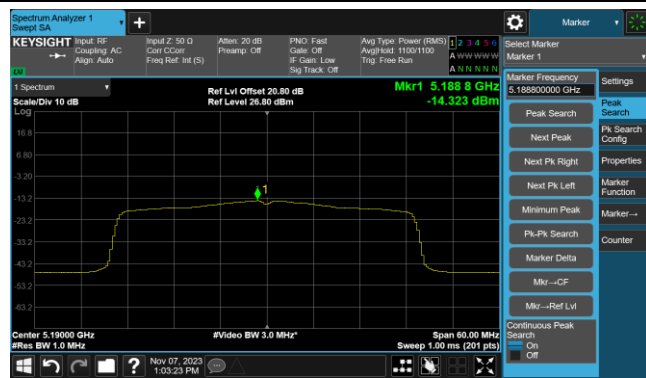 Spectrum Analyzer 1
Swept SA
Marker
KEYSIGHT
Input: RF
Coupling: AC
Align: Auto
Input Z: 50 Ω
Corr CCorr
Freq Ref: Int (S)
Atten: 20 dB
Preamp: Off
PNO: Fast
Gate: Off
IF Gain: Low
Sig Track: Off
Avg Type: Power (RMS)
Avg|Hold: 1100/1100
Trig: Free Run
1 2 3 4 5 6
A W W W W W
A N N N N N
LVI
1 Spectrum
Scale/Div 10 dB
Log
Ref Lvl Offset 20.80 dB
Ref Level 26.80 dBm
Mkr1 5.188 8 GHz
-14.323 dBm
16.8
6.80
-3.20
-13.2
-23.2
-33.2
-43.2
-53.2
-63.2
1
Center 5.19000 GHz
#Res BW 1.0 MHz
#Video BW 3.0 MHz*
Span 60.00 MHz
Sweep 1.00 ms (201 pts)
Select Marker
Marker 1
Marker Frequency
5.188800000 GHz
Peak Search
Next Peak
Next Pk Right
Next Pk Left
Minimum Peak
Pk-Pk Search
Marker Delta
Mkr→CF
Mkr→Ref Lvl
Continuous Peak
Search
On
Off
Settings
Peak
Search
Pk Search
Config
Properties
Marker
Function
Marker→
Counter
?
Nov 07, 2023
1:03:23 PM